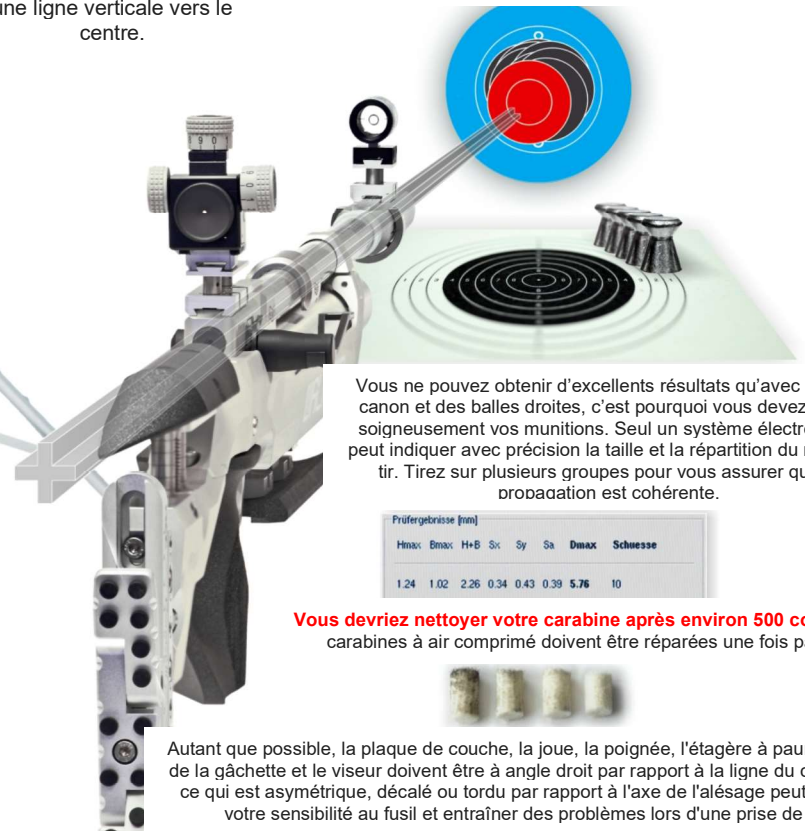 une ligne verticale vers le
centre.
Vous ne pouvez obtenir d’excellents résultats qu’avec
canon et des balles droites, c’est pourquoi vous devez
soigneusement vos munitions. Seul un système électr
peut indiquer avec précision la taille et la répartition du
tir. Tirez sur plusieurs groupes pour vous assurer qu
propagation est cohérente.
Prüfergebnisse [mm]
Hmax Bmax H+B Sx Sy Sa Dmax Schuesse
1.24 1.02 2.26 0.34 0.43 0.39 5.76 10
Vous devriez nettoyer votre carabine après environ 500 co
carabines à air comprimé doivent être réparées une fois pa
Autant que possible, la plaque de couche, la joue, la poignée, l'étagère à pau
de la gâchette et le viseur doivent être à angle droit par rapport à la ligne du
ce qui est asymétrique, décalé ou tordu par rapport à l'axe de l'alésage peut
votre sensibilité au fusil et entraîner des problèmes lors d'une prise de